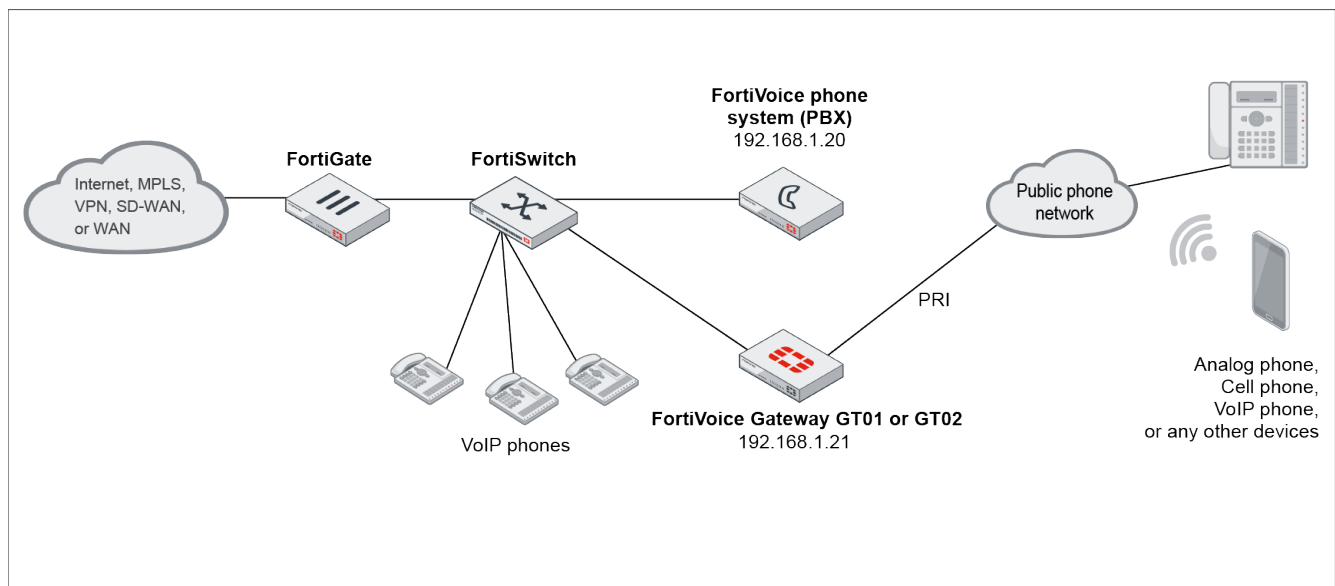 FortiVoice phone
system (PBX)
192.168.1.20
FortiGate
FortiSwitch
Internet, MPLS,
VPN, SD-WAN,
or WAN
Public phone
network
PRI
Analog phone,
Cell phone,
VoIP phone,
or any other devices
FortiVoice Gateway GT01 or GT02
192.168.1.21
VoIP phones